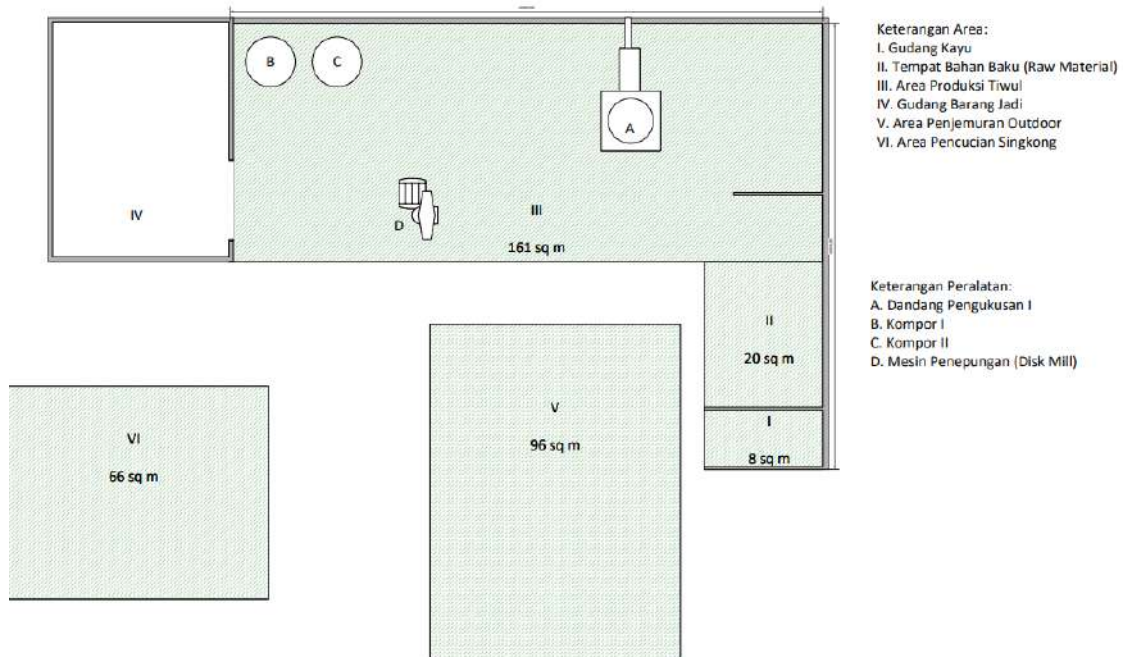 B
C
A
D
IV
III
161 sq m
II
20 sq m
I
8 sq m
V
96 sq m
VI
66 sq m
Keterangan Area:
I. Gudang Kayu
II. Tempat Bahan Baku (Raw Material)
III. Area Produksi Tiwul
IV. Gudang Barang Jadi
V. Area Penjemuran Outdoor
VI. Area Pencucian Singkong
Keterangan Peralatan:
A. Dandang Pengukusan I
B. Kompor I
C. Kompor II
D. Mesin Penepungan (Disk Mill)